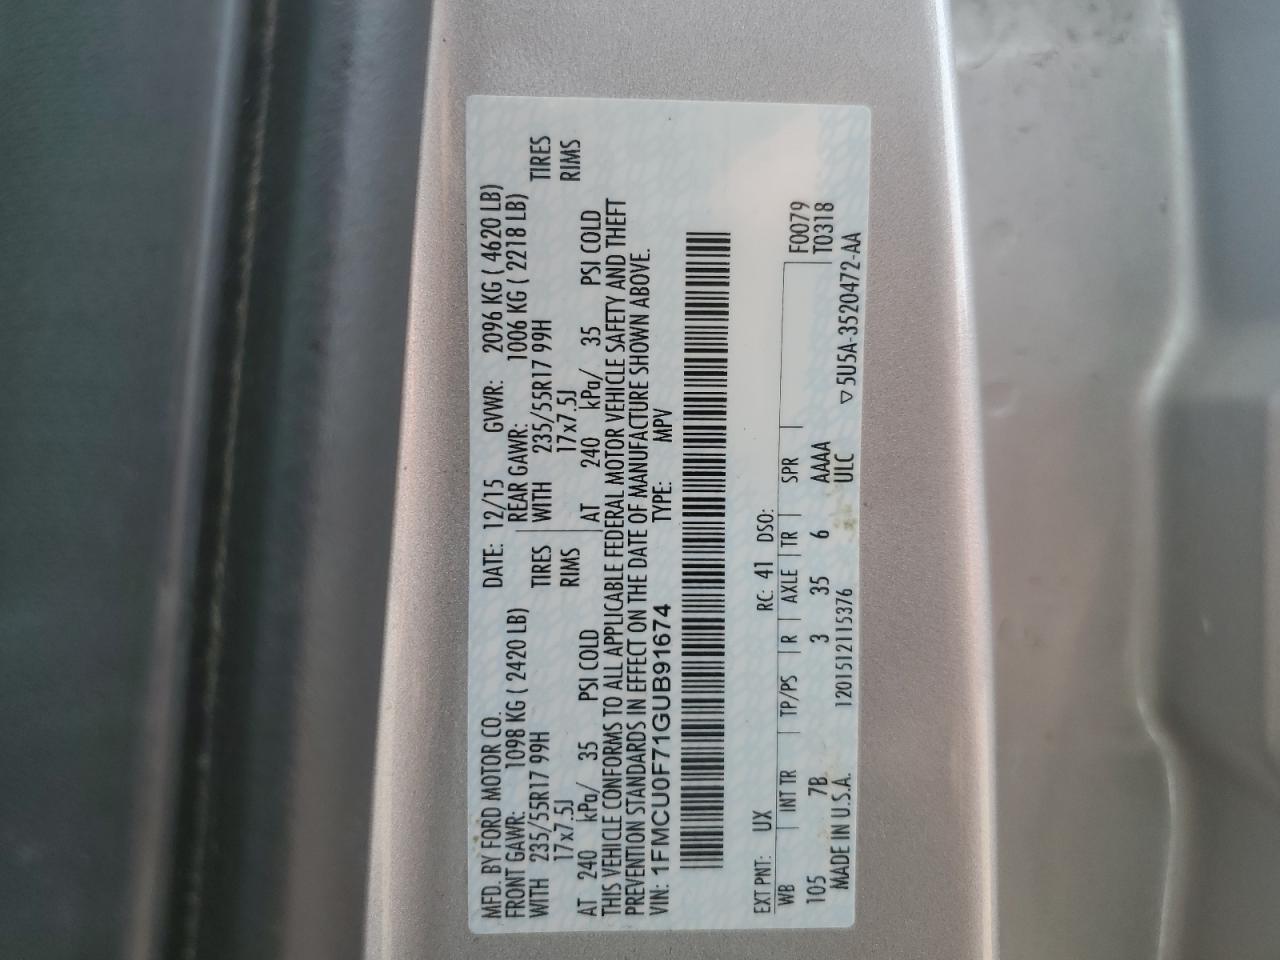 MFD. BY FORD MOTOR CO. DATE: 12/15 GVWR: 2096 KG ( 4620 LB)
FRONT GAWR: 1098 KG ( 2420 LB) REAR GAWR: 1006 KG ( 2218 LB)
WITH 235/55R17 99H TIRES WITH 235/55R17 99H TIRES
17x7.5J RIMS 17x7.5J RIMS
AT 240 kPa/ 35 PSI COLD AT 240 kPa/ 35 PSI COLD
THIS VEHICLE CONFORMS TO ALL APPLICABLE FEDERAL MOTOR VEHICLE SAFETY AND THEFT
PREVENTION STANDARDS IN EFFECT ON THE DATE OF MANUFACTURE SHOWN ABOVE.
VIN: 1FMCU0F71GUB91674 TYPE: MPV
EXT PNT: UX RC: 41 DSO:
WB INT TR TP/PS R AXLE TR SPR F0079
105 7B 3 35 6 AAAA T0318
MADE IN U.S.A. 1201512115376 ULC ▽5U5A-3520472-AA